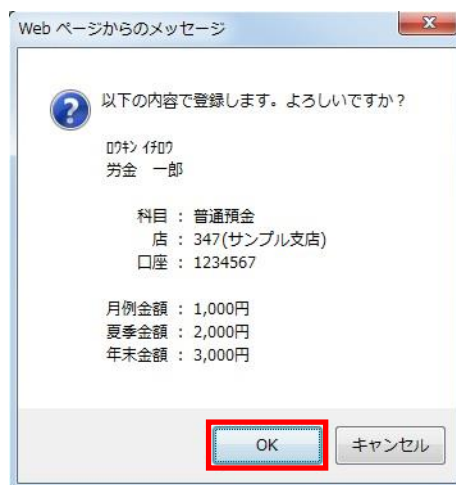 Web ページからのメッセージ
以下の内容で登録します。よろしいですか？
ﾛｳｷﾝ ｲﾁﾛｳ
労金　一郎
科目 : 普通預金
店 : 347(サンプル支店)
口座 : 1234567
月例金額 : 1,000円
夏季金額 : 2,000円
年末金額 : 3,000円
OK
キャンセル